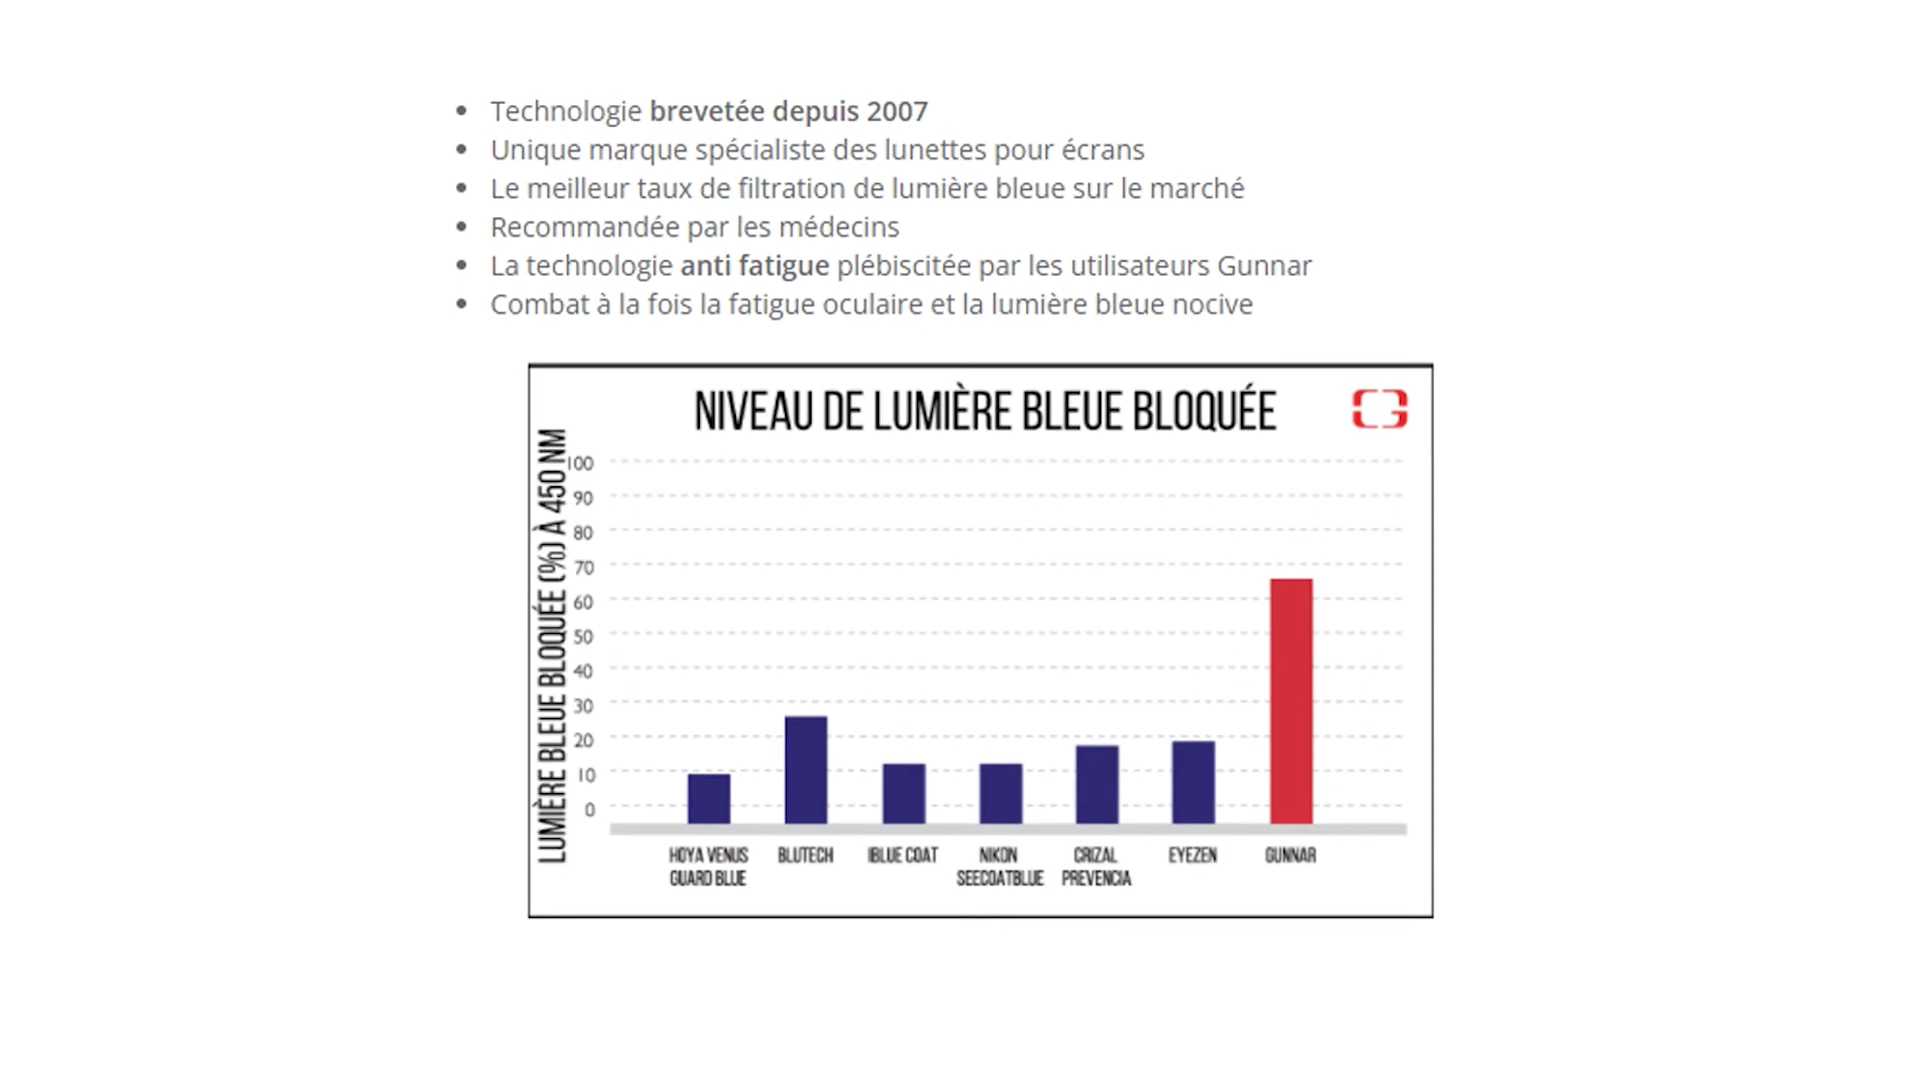 Technologie brevetée depuis 2007
Unique marque spécialiste des lunettes pour écrans
Le meilleur taux de filtration de lumière bleue sur le marché
Recommandée par les médecins
La technologie anti fatigue plébiscitée par les utilisateurs Gunnar
Combat à la fois la fatigue oculaire et la lumière bleue nocive
NIVEAU DE LUMIÈRE BLEUE BLOQUÉE
LUMIÈRE BLEUE BLOQUÉE (%) À 450 NM
100
90
80
70
60
50
40
30
20
10
0
HOYA VENUS
GUARD BLUE
BLUTECH
IBLUE COAT
NIKON
SEECOATBLUE
CRIZAL
PREVENCIA
EYEZEN
GUNNAR